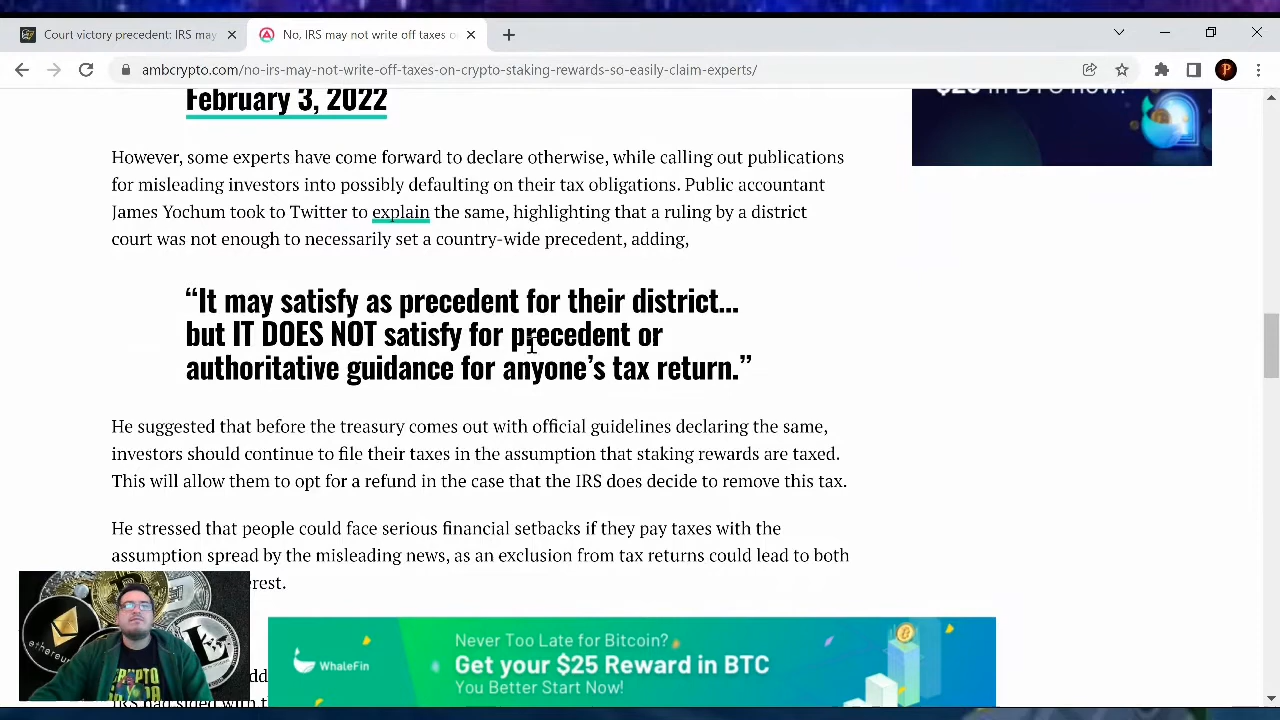 Court victory precedent: IRS may
No, IRS may not write off taxes o
ambcrypto.com/no-irs-may-not-write-off-taxes-on-crypto-staking-rewards-so-easily-claim-experts/
February 3, 2022
$25 in BTC now!
However, some experts have come forward to declare otherwise, while calling out publications
for misleading investors into possibly defaulting on their tax obligations. Public accountant
James Yochum took to Twitter to explain the same, highlighting that a ruling by a district
court was not enough to necessarily set a country-wide precedent, adding,
“It may satisfy as precedent for their district...
but IT DOES NOT satisfy for precedent or
authoritative guidance for anyone’s tax return.”
He suggested that before the treasury comes out with official guidelines declaring the same,
investors should continue to file their taxes in the assumption that staking rewards are taxed.
This will allow them to opt for a refund in the case that the IRS does decide to remove this tax.
He stressed that people could face serious financial setbacks if they pay taxes with the
assumption spread by the misleading news, as an exclusion from tax returns could lead to both
erest.
ethereum
CRYPTO
WhaleFin
Never Too Late for Bitcoin?
Get your $25 Reward in BTC
You Better Start Now!